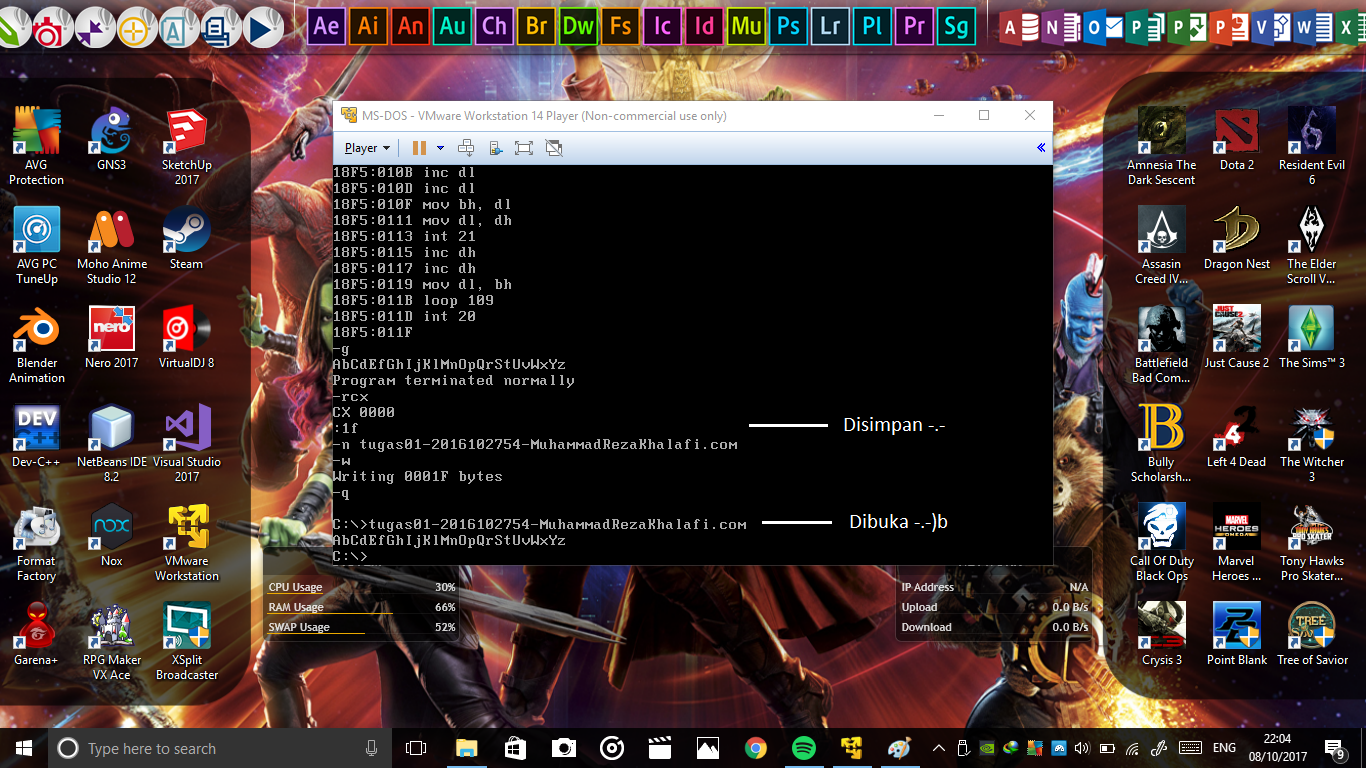 Ae Ai An Au Ch Br Dw Fs Ic Id Mu Ps Lr Pl Pr Sg
A N O P P P V W X
MS-DOS - VMware Workstation 14 Player (Non-commercial use only)
Player
18F5:010B inc dl
18F5:010D inc dl
18F5:010F mov bh, dl
18F5:0111 mov dl, dh
18F5:0113 int 21
18F5:0115 inc dh
18F5:0117 inc dh
18F5:0119 mov dl, bh
18F5:011B loop 109
18F5:011D int 20
18F5:011F
-g
AbCdEfGhIjKlMnOpQrStUvWxYz
Program terminated normally
-rcx
CX 0000
:1f
-n tugas01-2016102754-MuhammadRezaKhalafi.com
-w
Writing 0001F bytes
-q
C:\>tugas01-2016102754-MuhammadRezaKhalafi.com
AbCdEfGhIjKlMnOpQrStUvWxYz
C:\>
Disimpan -.-
Dibuka -.-)b
AVG
Protection
GNS3
SketchUp
2017
AVG PC
TuneUp
Moho Anime
Studio 12
Steam
Blender
Animation
nero
Nero 2017
VirtualDJ 8
DEV
Dev-C++
NetBeans IDE
8.2
Visual Studio
2017
Format
Factory
nox
Nox
VMware
Workstation
Garena+
RPG Maker
VX Ace
XSplit
Broadcaster
Amnesia The
Dark Sescent
Dota 2
Resident Evil
6
Assasin
Creed IV...
Dragon Nest
The Elder
Scroll V...
Battlefield
Bad Com...
JUST
CAUSE 2
Just Cause 2
The Sims™ 3
B
Bully
Scholarsh...
Left 4 Dead
The Witcher
3
Call Of Duty
Black Ops
MARVEL
HEROES
OMEGA
Marvel
Heroes ...
Tony Hawks
Pro Skater...
Crysis 3
Point Blank
TREE
Tree of Savior
CPU Usage 30%
RAM Usage 66%
SWAP Usage 52%
IP Address N/A
Upload 0.0 B/s
Download 0.0 B/s
Type here to search
ENG
22:04
08/10/2017
9